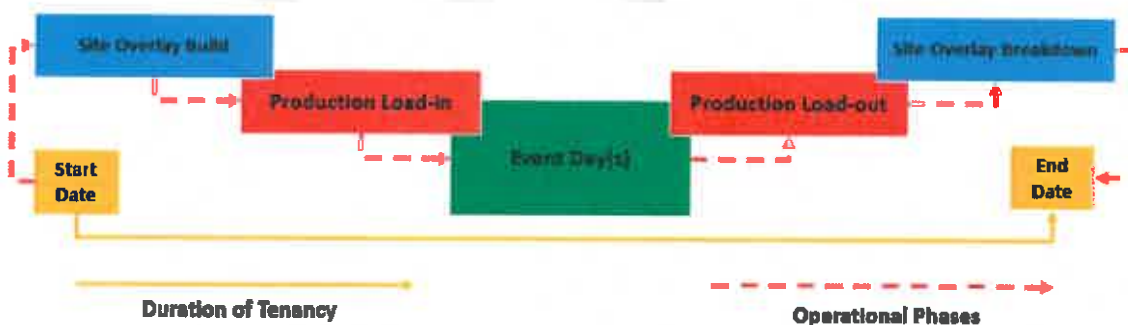 Site Overlay Build
Site Overlay Breakdown
Production Load-in
Production Load-out
Event Day(s)
Start
Date
End
Date
Duration of Tenancy
Operational Phases